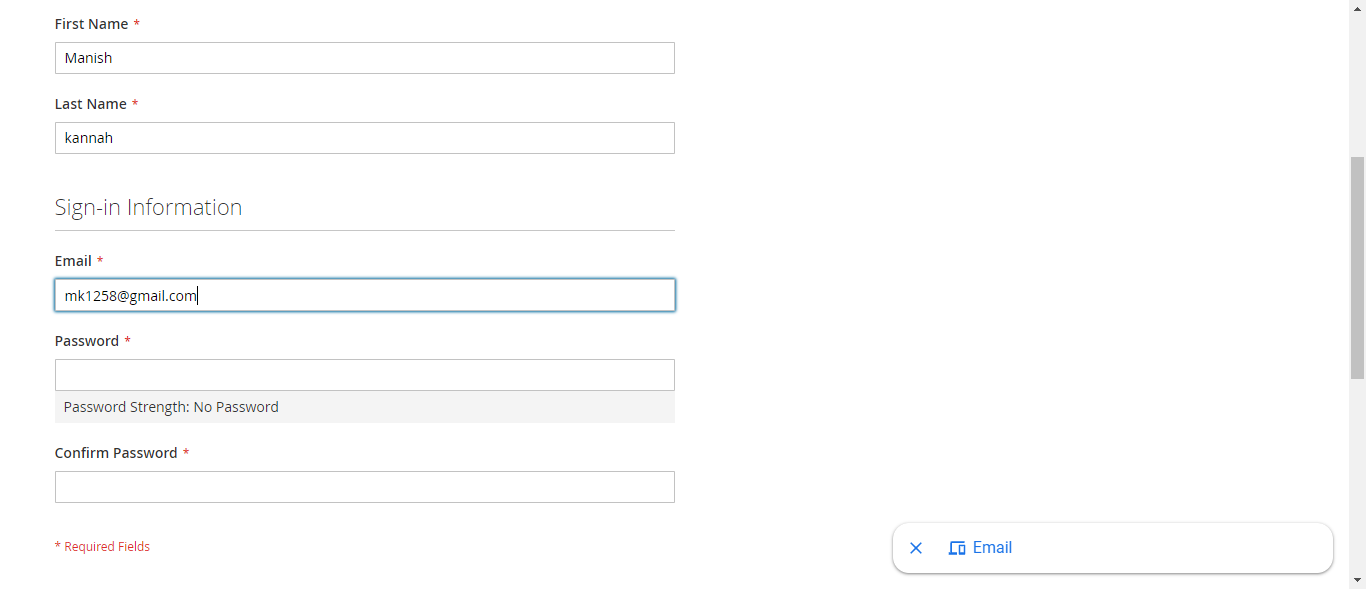 First Name *
Manish
Last Name *
kannah
Sign-in Information
Email *
mk1258@gmail.com
Password *
Password Strength: No Password
Confirm Password *
* Required Fields
Email